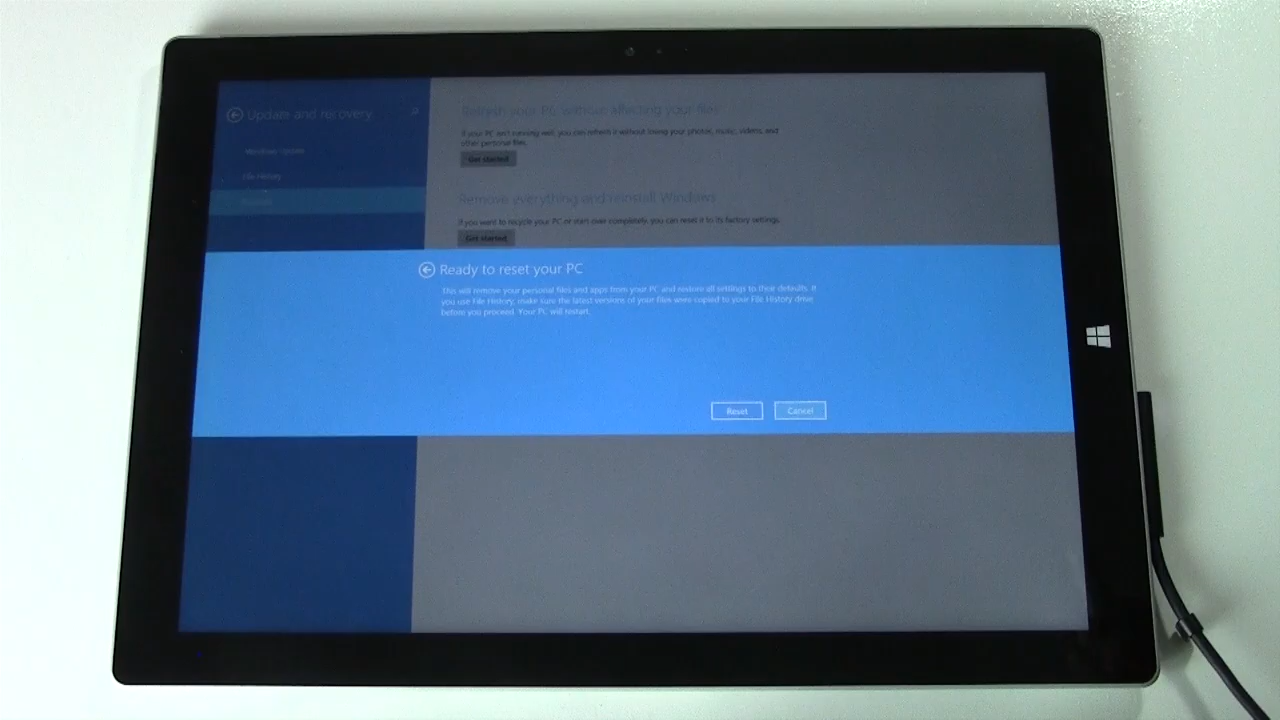 Update and recovery
Windows Update
File History
Recovery
Refresh your PC without affecting your files
If your PC isn't running well, you can refresh it without losing your photos, music, videos, and
other personal files.
Get started
Remove everything and reinstall Windows
If you want to recycle your PC or start over completely, you can reset it to its factory settings.
Get started
Ready to reset your PC
This will remove your personal files and apps from your PC and restore all settings to their defaults. If
you use File History, make sure the latest versions of your files were copied to your File History drive
before you proceed. Your PC will restart.
Reset
Cancel